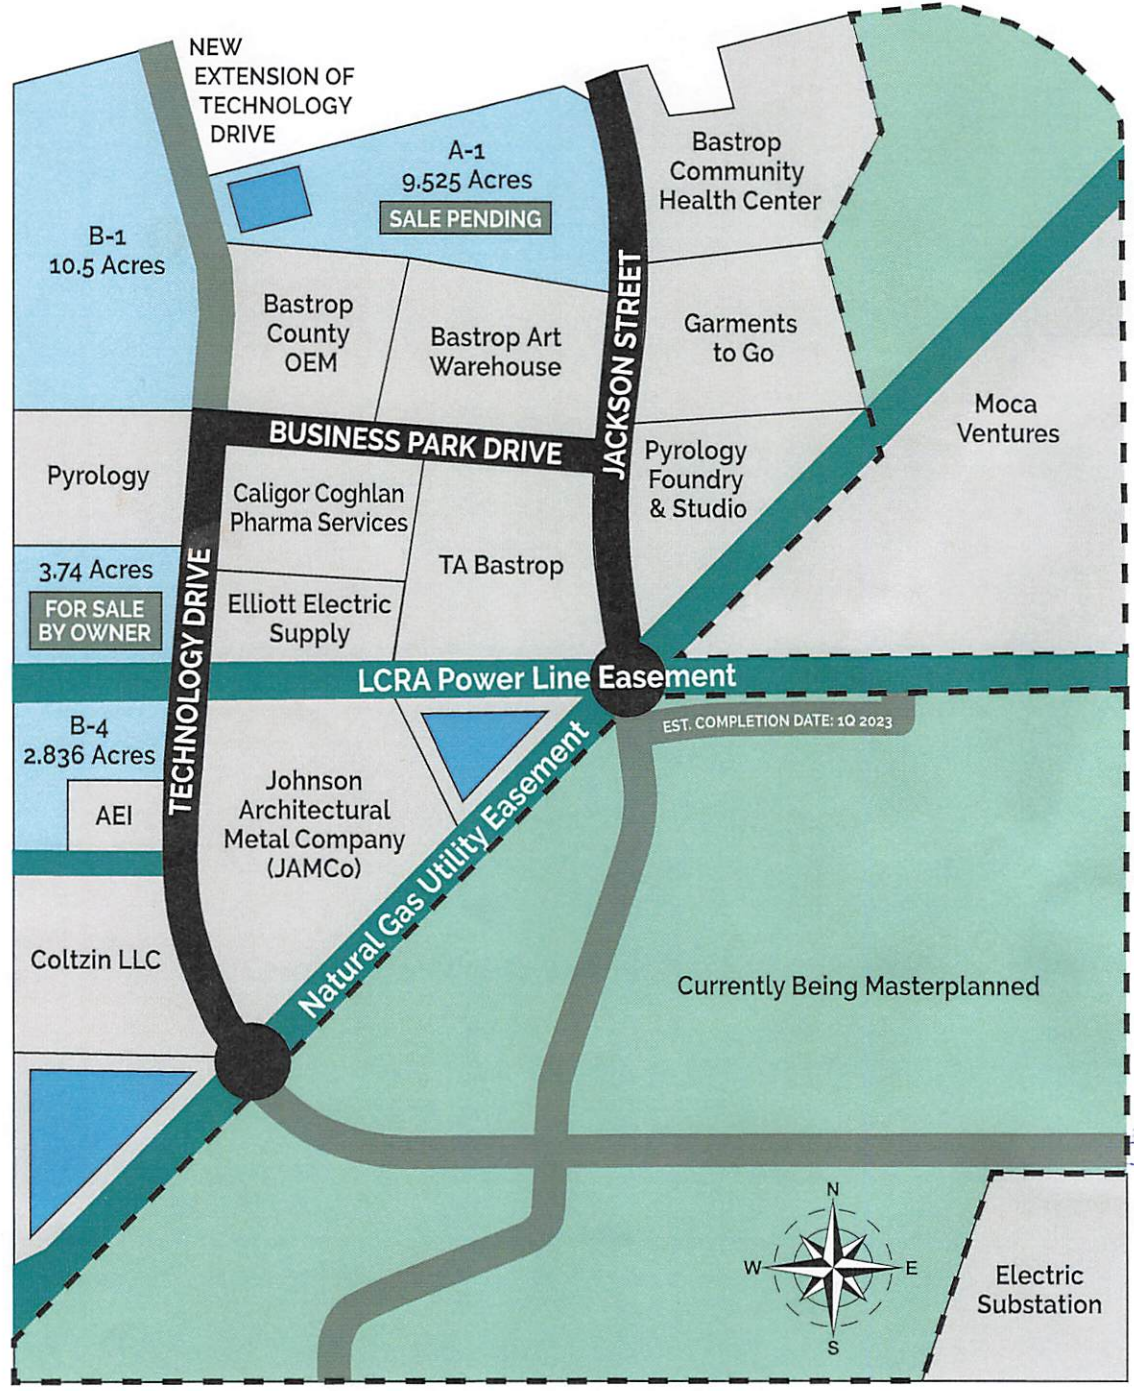 NEW
EXTENSION OF
TECHNOLOGY
DRIVE
A-1
9.525 Acres
SALE PENDING
Bastrop
Community
Health Center
B-1
10.5 Acres
Bastrop
County
OEM
Bastrop Art
Warehouse
JACKSON STREET
Garments
to Go
Moca
Ventures
BUSINESS PARK DRIVE
Pyrology
Caligor Coghlan
Pharma Services
Pyrology
Foundry
& Studio
TA Bastrop
3.74 Acres
FOR SALE
BY OWNER
TECHNOLOGY DRIVE
Elliott Electric
Supply
LCRA Power Line Easement
EST. COMPLETION DATE: 1Q 2023
B-4
2.836 Acres
AEI
Johnson
Architectural
Metal Company
(JAMCo)
Natural Gas Utility Easement
Coltzin LLC
Currently Being Masterplanned
N
W
E
S
Electric
Substation